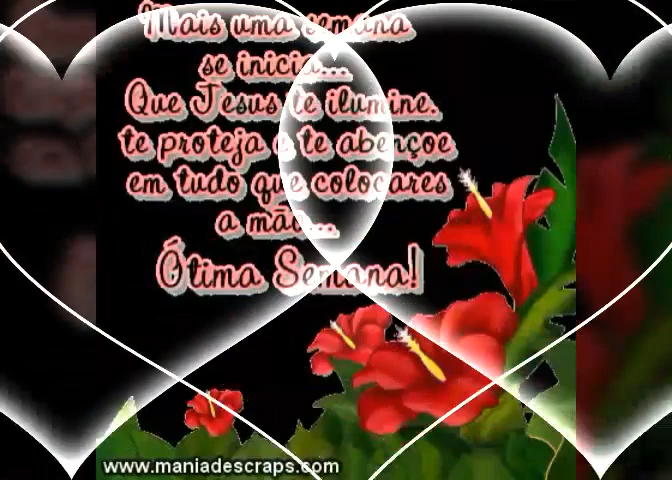 Mais uma semana
se inicia...
Que Jesus te ilumine.
te proteja e te abençoe
em tudo que colocares
a mão...
Ótima Semana!
www.maniadescraps.com